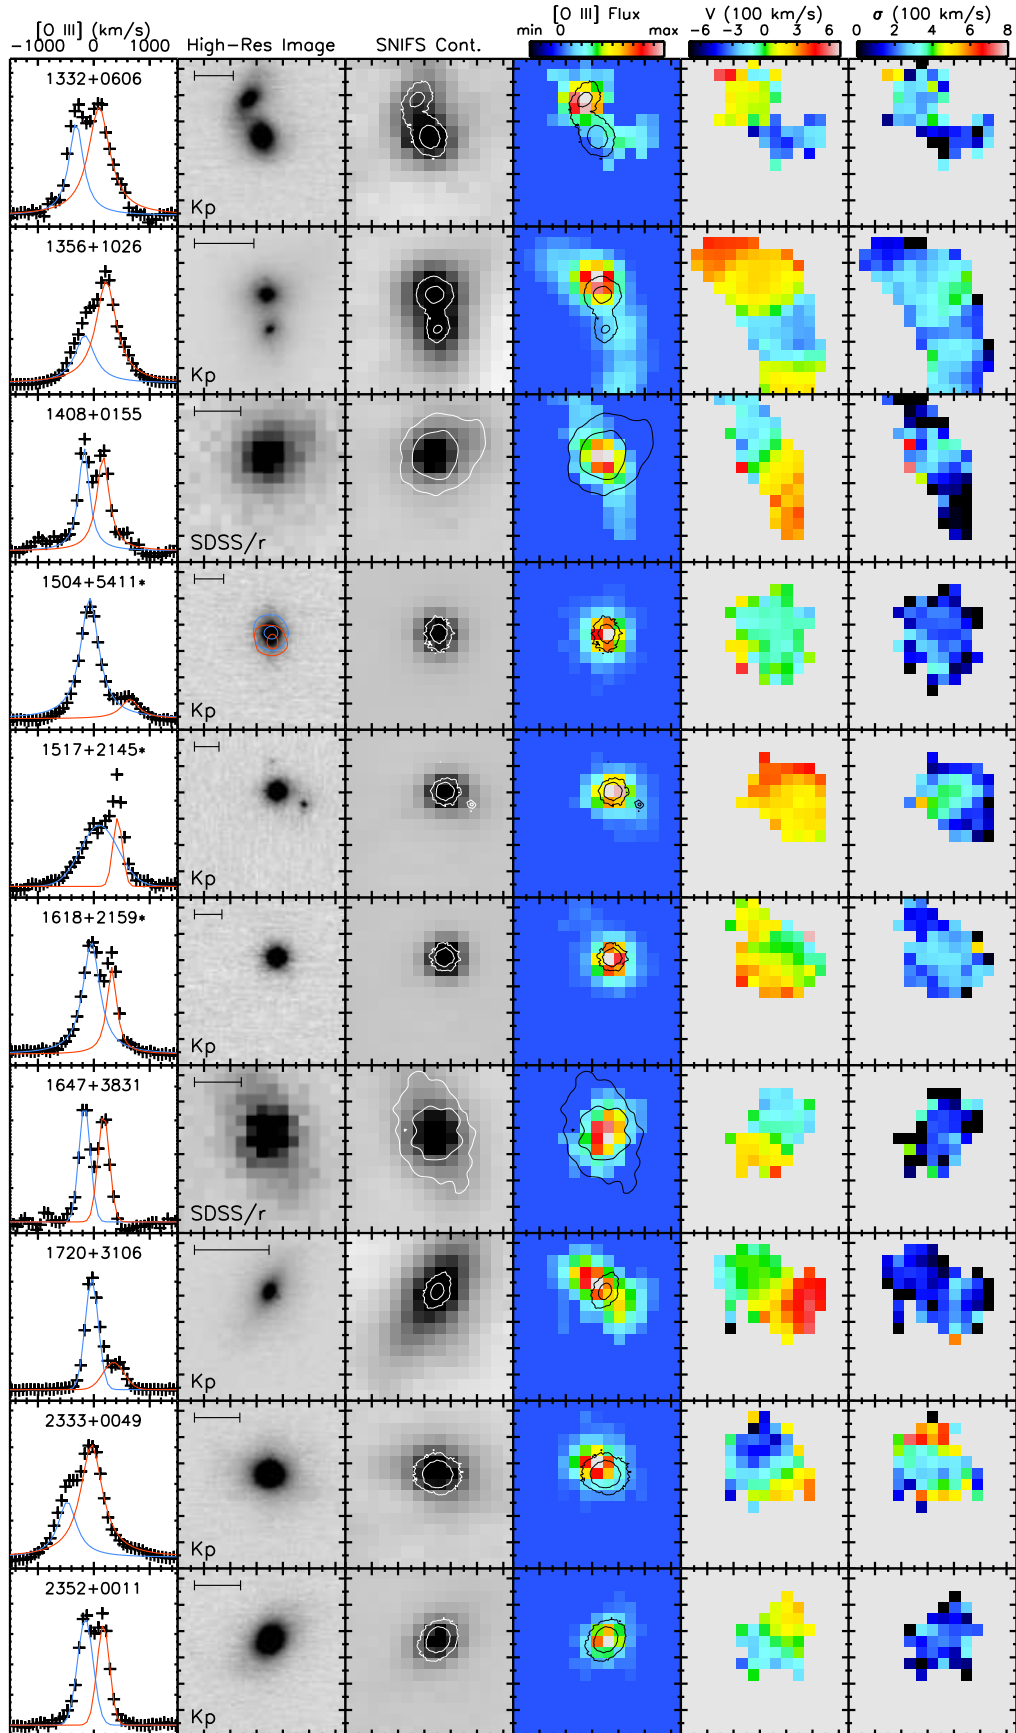 [O III] (km/s)
−1000 0 1000
High-Res Image
SNIFS Cont.
[O III] Flux
min 0 max
V (100 km/s)
−6 −3 0 3 6
σ (100 km/s)
0 2 4 6 8
1332+0606
Kp
1356+1026
Kp
1408+0155
SDSS/r
1504+5411*
Kp
1517+2145*
Kp
1618+2159*
Kp
1647+3831
SDSS/r
1720+3106
Kp
2333+0049
Kp
2352+0011
Kp